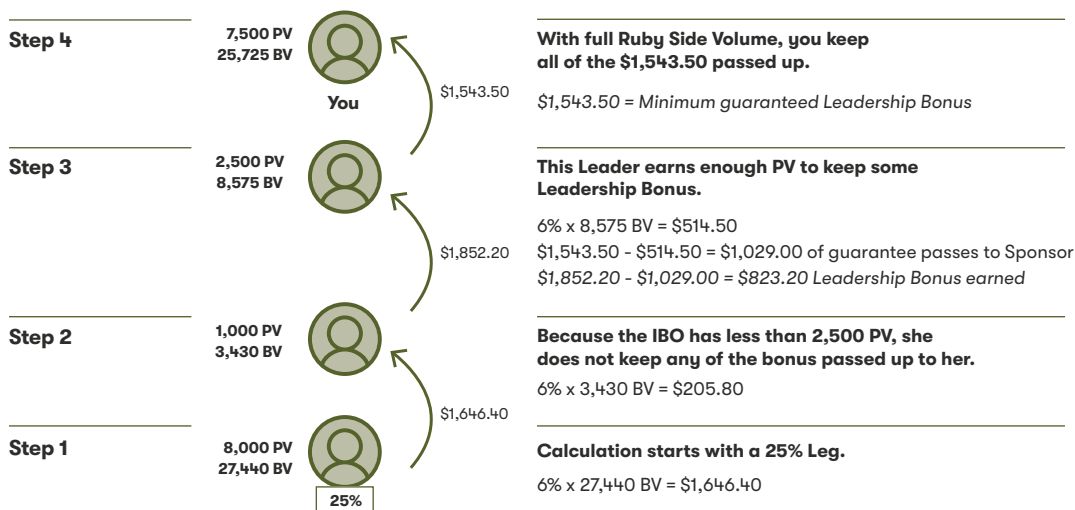 Step 4
7,500 PV
25,725 BV
You
$1,543.50
With full Ruby Side Volume, you keep
all of the $1,543.50 passed up.
$1,543.50 = Minimum guaranteed Leadership Bonus
Step 3
2,500 PV
8,575 BV
$1,852.20
This Leader earns enough PV to keep some
Leadership Bonus.
6% x 8,575 BV = $514.50
$1,543.50 - $514.50 = $1,029.00 of guarantee passes to Sponsor
$1,852.20 - $1,029.00 = $823.20 Leadership Bonus earned
Step 2
1,000 PV
3,430 BV
$1,646.40
Because the IBO has less than 2,500 PV, she
does not keep any of the bonus passed up to her.
6% x 3,430 BV = $205.80
Step 1
8,000 PV
27,440 BV
25%
Calculation starts with a 25% Leg.
6% x 27,440 BV = $1,646.40